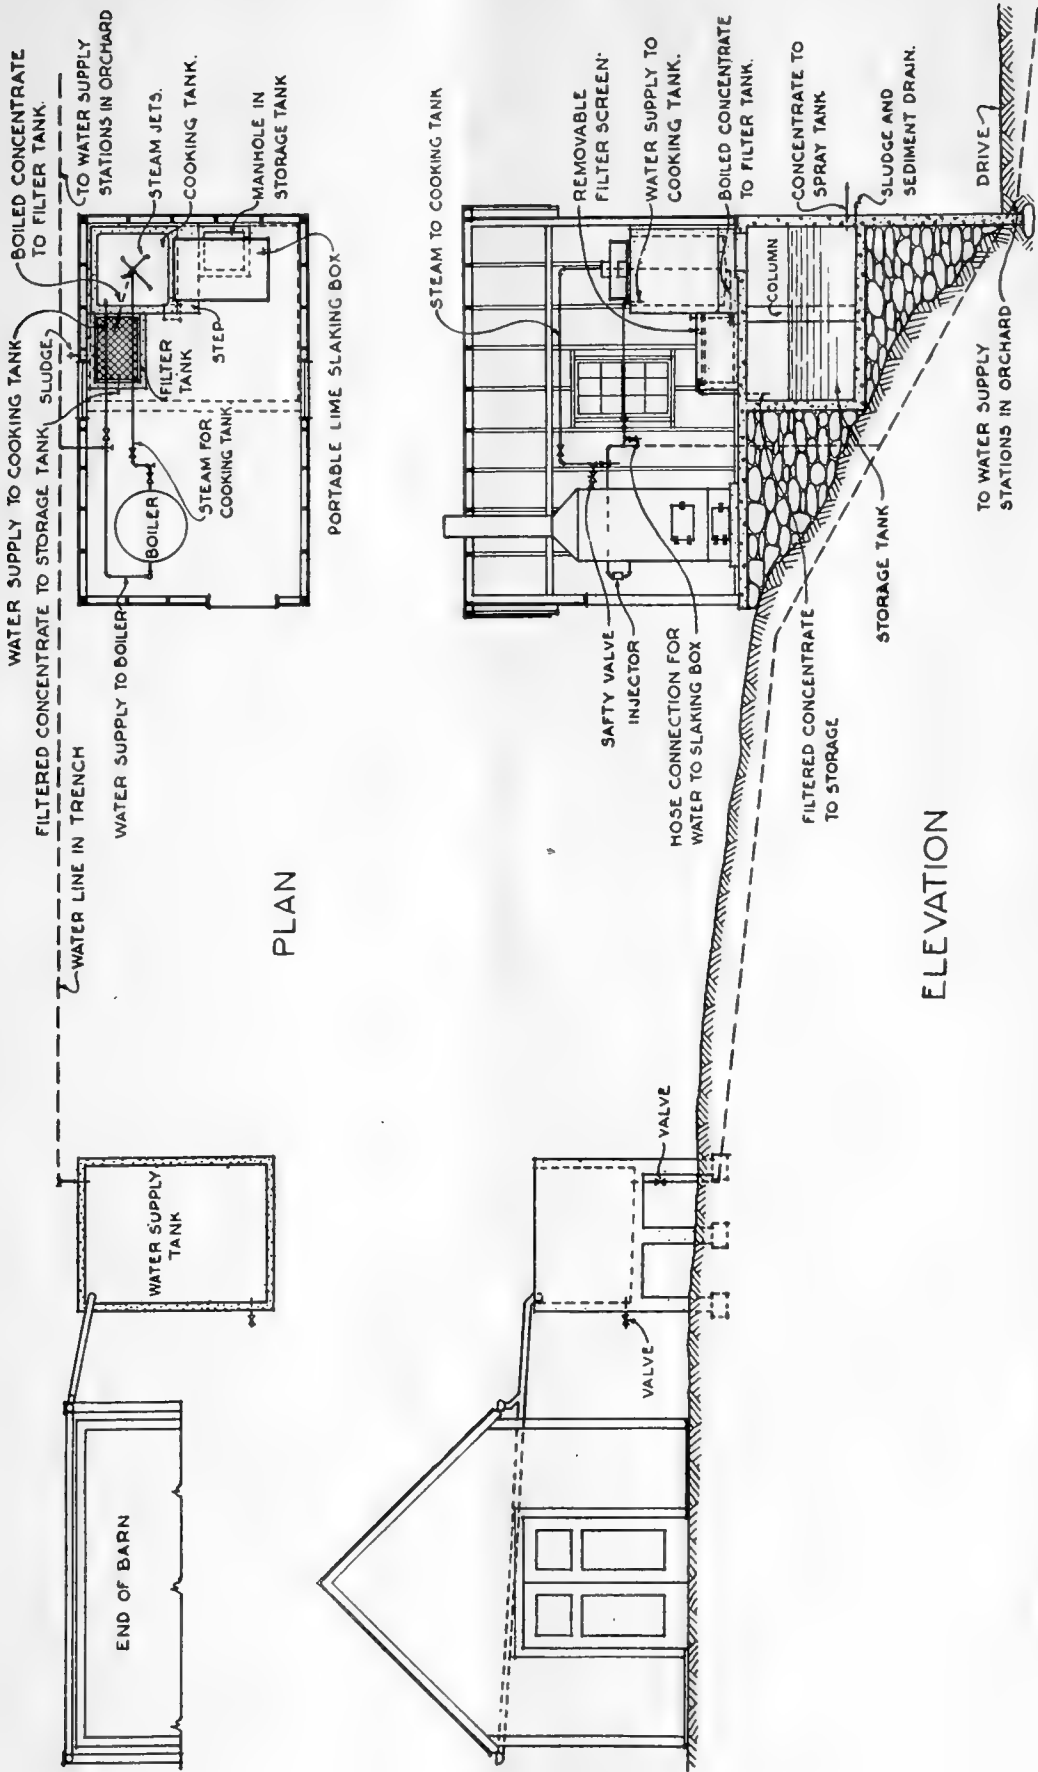 END OF BARN
WATER SUPPLY
TANK
WATER LINE IN TRENCH
WATER SUPPLY TO COOKING TANK
FILTERED CONCENTRATE TO STORAGE TANK
SLUDGE
WATER SUPPLY TO BOILER
BOILER
STEAM FOR
COOKING TANK
FILTER
TANK
STEP
BOILED CONCENTRATE
TO FILTER TANK.
TO WATER SUPPLY
STATIONS IN ORCHARD
STEAM JETS.
COOKING TANK.
MANHOLE IN
STORAGE TANK
PORTABLE LIME SLAKING BOX
PLAN
VALVE
VALVE
STEAM TO COOKING TANK
REMOVABLE
FILTER SCREEN.
WATER SUPPLY TO
COOKING TANK.
BOILED CONCENTRATE
TO FILTER TANK.
COLUMN
CONCENTRATE TO
SPRAY TANK
SLUDGE AND
SEDIMENT DRAIN.
DRIVE
SAFTY VALVE
INJECTOR
HOSE CONNECTION FOR
WATER TO SLAKING BOX
FILTERED CONCENTRATE
TO STORAGE
STORAGE TANK
TO WATER SUPPLY
STATIONS IN ORCHARD
ELEVATION